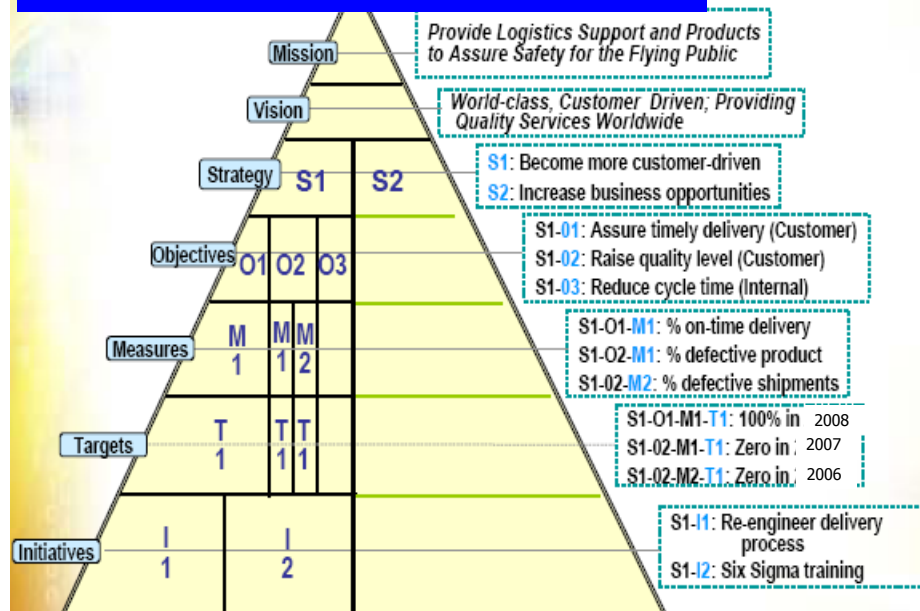 Mission
Provide Logistics Support and Products
to Assure Safety for the Flying Public
Vision
World-class, Customer Driven; Providing
Quality Services Worldwide
Strategy
S1
S2
S1: Become more customer-driven
S2: Increase business opportunities
Objectives
O1
O2
O3
S1-01: Assure timely delivery (Customer)
S1-02: Raise quality level (Customer)
S1-03: Reduce cycle time (Internal)
Measures
M
1
M
1
M
2
S1-O1-M1: % on-time delivery
S1-O2-M1: % defective product
S1-02-M2: % defective shipments
Targets
T
1
T
1
T
1
S1-O1-M1-T1: 100% in 2008
S1-02-M1-T1: Zero in 2007
S1-02-M2-T1: Zero in 2006
Initiatives
I
1
I
2
S1-I1: Re-engineer delivery
process
S1-I2: Six Sigma training